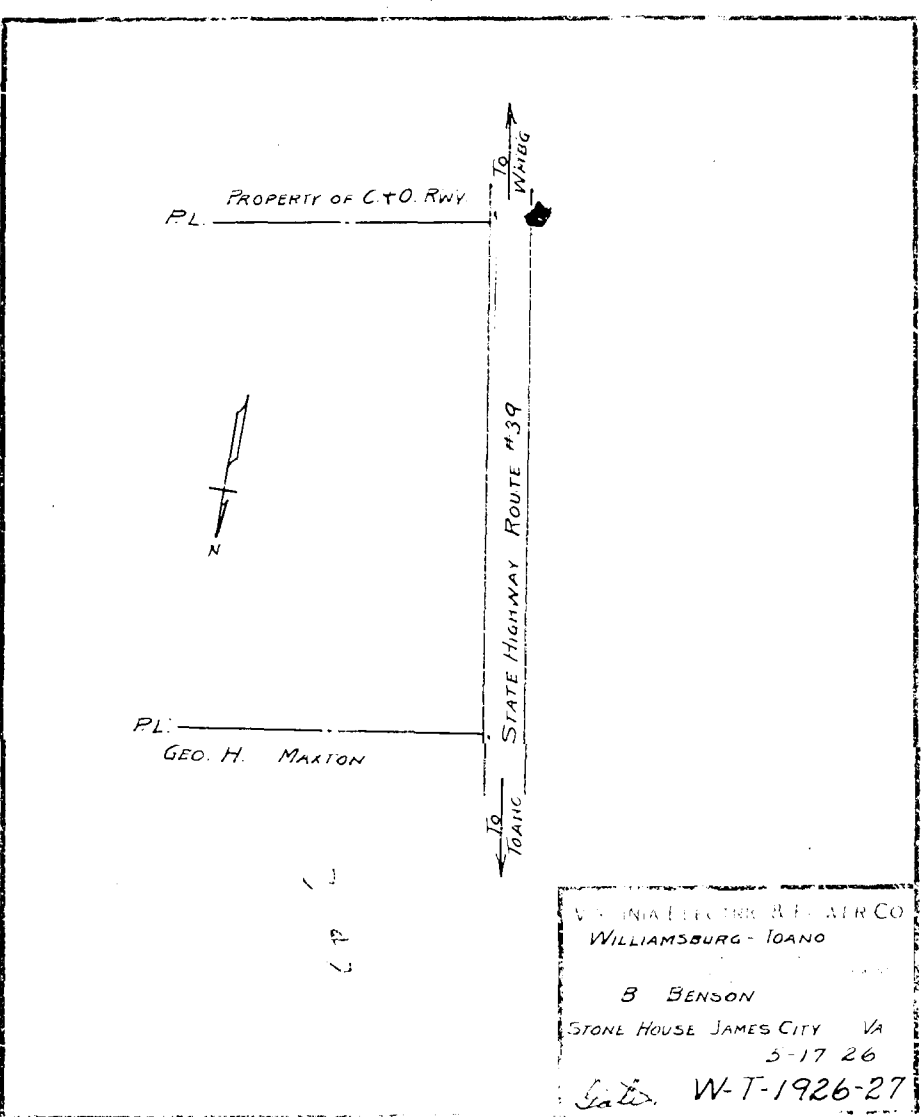 To
WMBG
PROPERTY OF C.&O. RWY.
P.L.
N
STATE HIGHWAY ROUTE #39
P.L.
GEO. H. MAXTON
To
TOANO
CO
WILLIAMSBURG - TOANO
B BENSON
STONE HOUSE JAMES CITY VA
5-17 26
W-T-1926-27